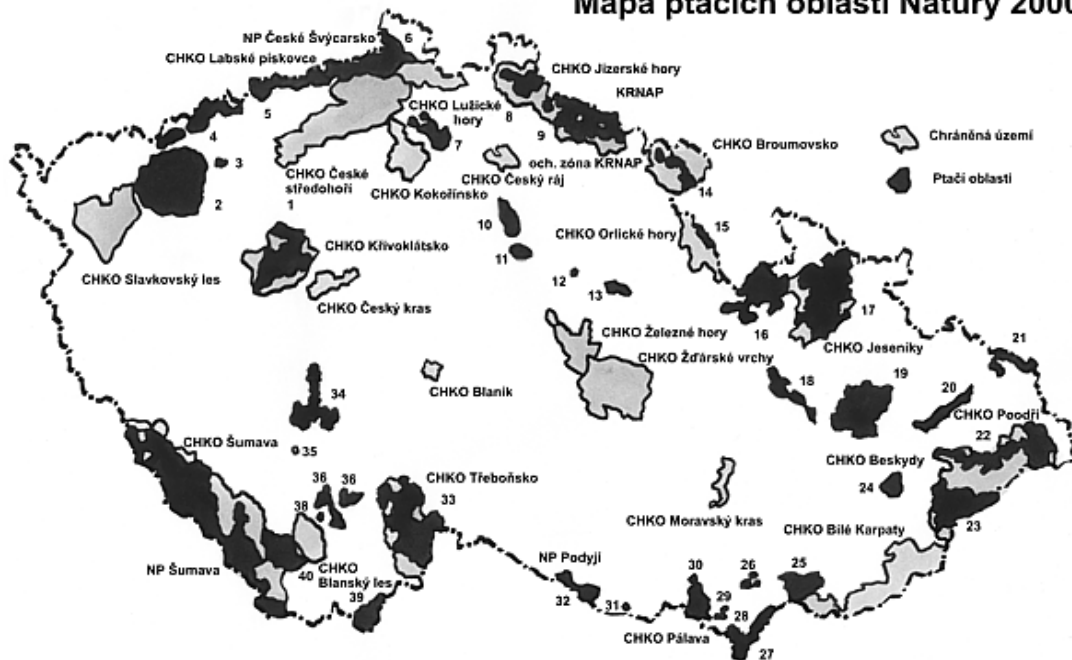 Mapa ptačích oblastí Natury 2000
NP České Švýcarsko
6
CHKO Labské pískovce
CHKO Jizerské hory
KRNAP
5
4
CHKO Lužické
hory
8
9
7
3
CHKO Broumovsko
Chráněná území
och. zóna KRNAP
CHKO České
středohoří
CHKO Český ráj
CHKO Kokořínsko
14
Ptačí oblasti
2
1
10
15
CHKO Orlické hory
CHKO Křivoklátsko
11
CHKO Slavkovský les
12
13
CHKO Český kras
17
16
CHKO Železné hory
CHKO Jeseníky
CHKO Žďárské vrchy
21
18
19
20
CHKO Blaník
34
CHKO Poodří
22
CHKO Šumava
35
CHKO Beskydy
36
36
CHKO Třeboňsko
24
33
38
CHKO Moravský kras
23
CHKO Bílé Karpaty
NP Šumava
40
CHKO
Blanský les
NP Podyjí
30
26
25
39
32
31
29
28
CHKO Pálava
27